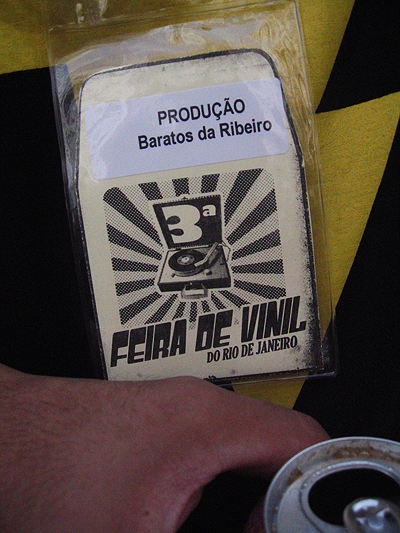 PRODUÇÃO
Baratos da Ribeiro
3ª
FEIRA DE VINIL
DO RIO DE JANEIRO